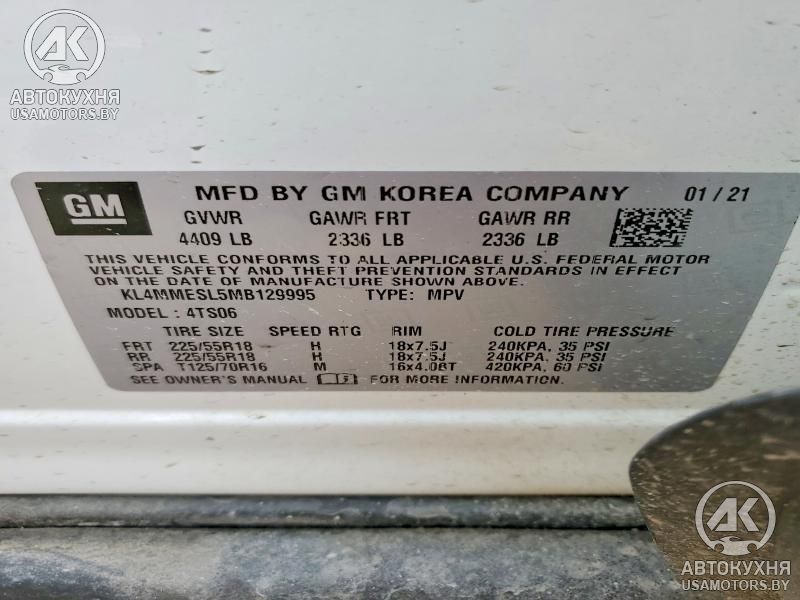 AK
АВТОКУХНЯ
USAMOTORS.BY
GM
MFD BY GM KOREA COMPANY 01 / 21
GVWR GAWR FRT GAWR RR
4409 LB 2336 LB 2336 LB
THIS VEHICLE CONFORMS TO ALL APPLICABLE U.S. FEDERAL MOTOR
VEHICLE SAFETY AND THEFT PREVENTION STANDARDS IN EFFECT
ON THE DATE OF MANUFACTURE SHOWN ABOVE.
KL4MMESL5MB129995 TYPE: MPV
MODEL : 4TS06
TIRE SIZE SPEED RTG RIM COLD TIRE PRESSURE
FRT 225/55R18 H 18x7.5J 240KPA, 35 PSI
RR 225/55R18 H 18x7.5J 240KPA, 35 PSI
SPA T125/70R16 M 16x4.00T 420KPA, 60 PSI
SEE OWNER'S MANUAL FOR MORE INFORMATION.
AK
АВТОКУХНЯ
USAMOTORS.BY